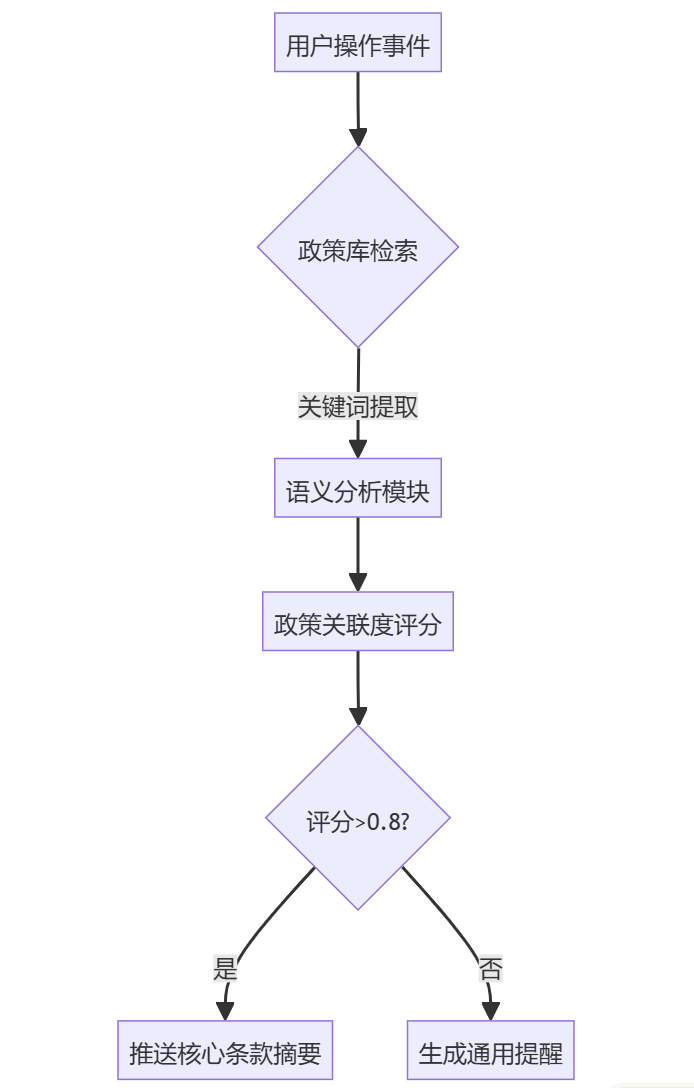 用户操作事件
政策库检索
关键词提取
语义分析模块
政策关联度评分
评分>0.8?
是
否
推送核心条款摘要
生成通用提醒